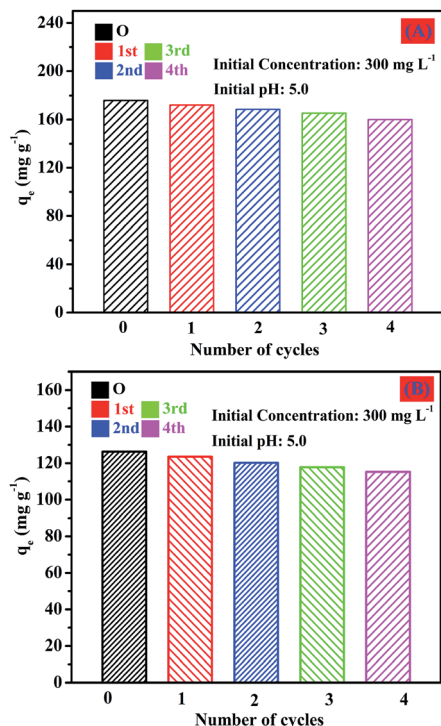 (A)
O
1st 3rd
2nd 4th
Initial Concentration: 300 mg L⁻¹
Initial pH: 5.0
240
200
160
120
80
40
0
qₑ (mg g⁻¹)
0 1 2 3 4
Number of cycles
(B)
O
1st 3rd
2nd 4th
Initial Concentration: 300 mg L⁻¹
Initial pH: 5.0
160
140
120
100
80
60
40
20
0
qₑ (mg g⁻¹)
0 1 2 3 4
Number of cycles